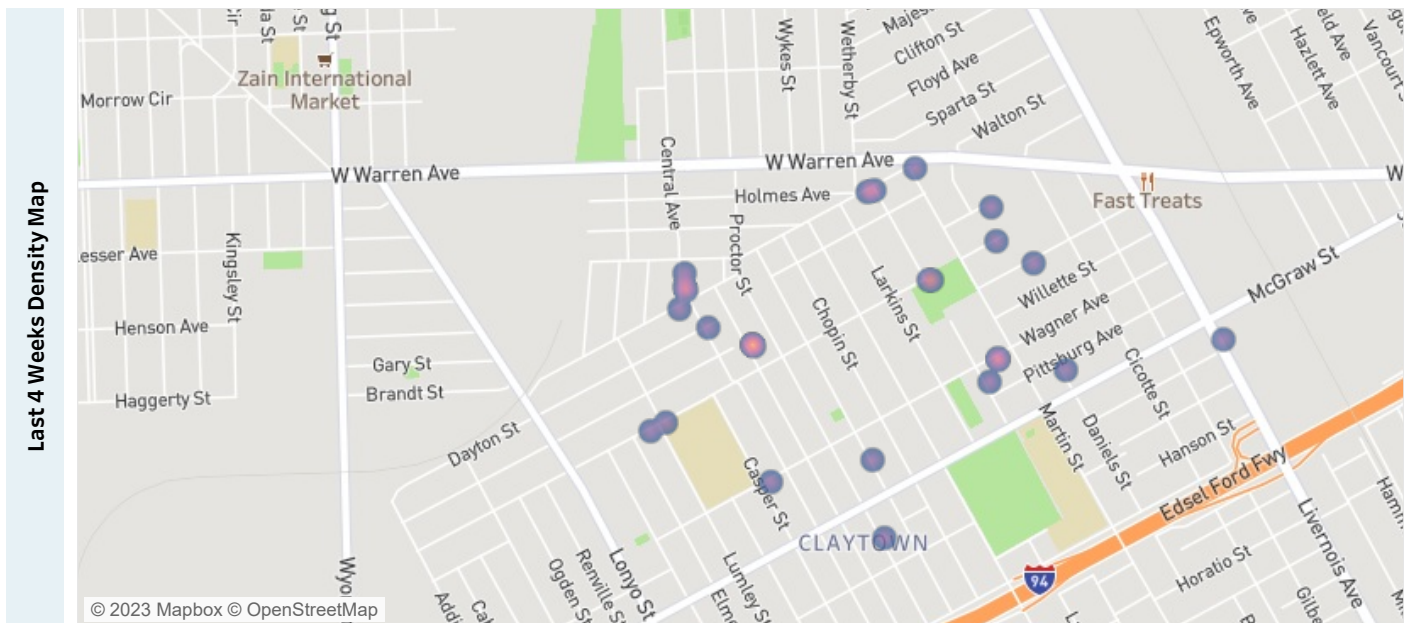 Last 4 Weeks Density Map
Wykes St
Wetherby St
Clifton St
Floyd Ave
Sparta St
Walton St
Epworth Ave
Hazlett Ave
Zain International
Market
Morrow Cir
W Warren Ave
W Warren Ave
Central Ave
Holmes Ave
Fast Treats
Proctor St
Kingsley St
Larkins St
Willette St
McGraw St
Henson Ave
Chopin St
Wagner Ave
Pittsburg Ave
Gary St
Brandt St
Haggerty St
Cicotte St
Dayton St
Casper St
Martin St
Daniels St
Hanson St
Edsel Ford Fwy
CLAYTOWN
Livernois Ave
Lonyo St
Renville St
Ogden St
Lumley St
Horatio St
94
© 2023 Mapbox © OpenStreetMap